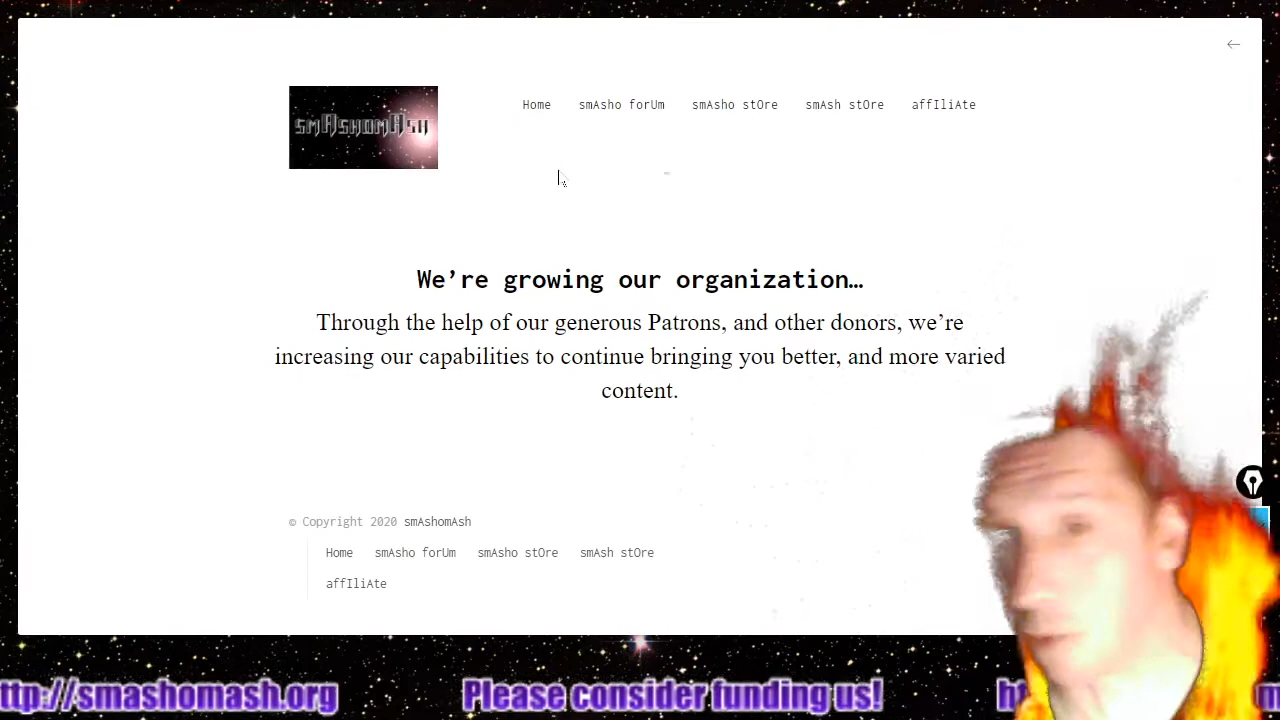 smAshomAsh
Home smAsho forUm smAsho stOre smAsh stOre affIliAte
We’re growing our organization…
Through the help of our generous Patrons, and other donors, we’re
increasing our capabilities to continue bringing you better, and more varied
content.
© Copyright 2020 smAshomAsh
Home smAsho forUm smAsho stOre smAsh stOre
affIliAte
ttp://smashomash.org Please consider funding us! ht